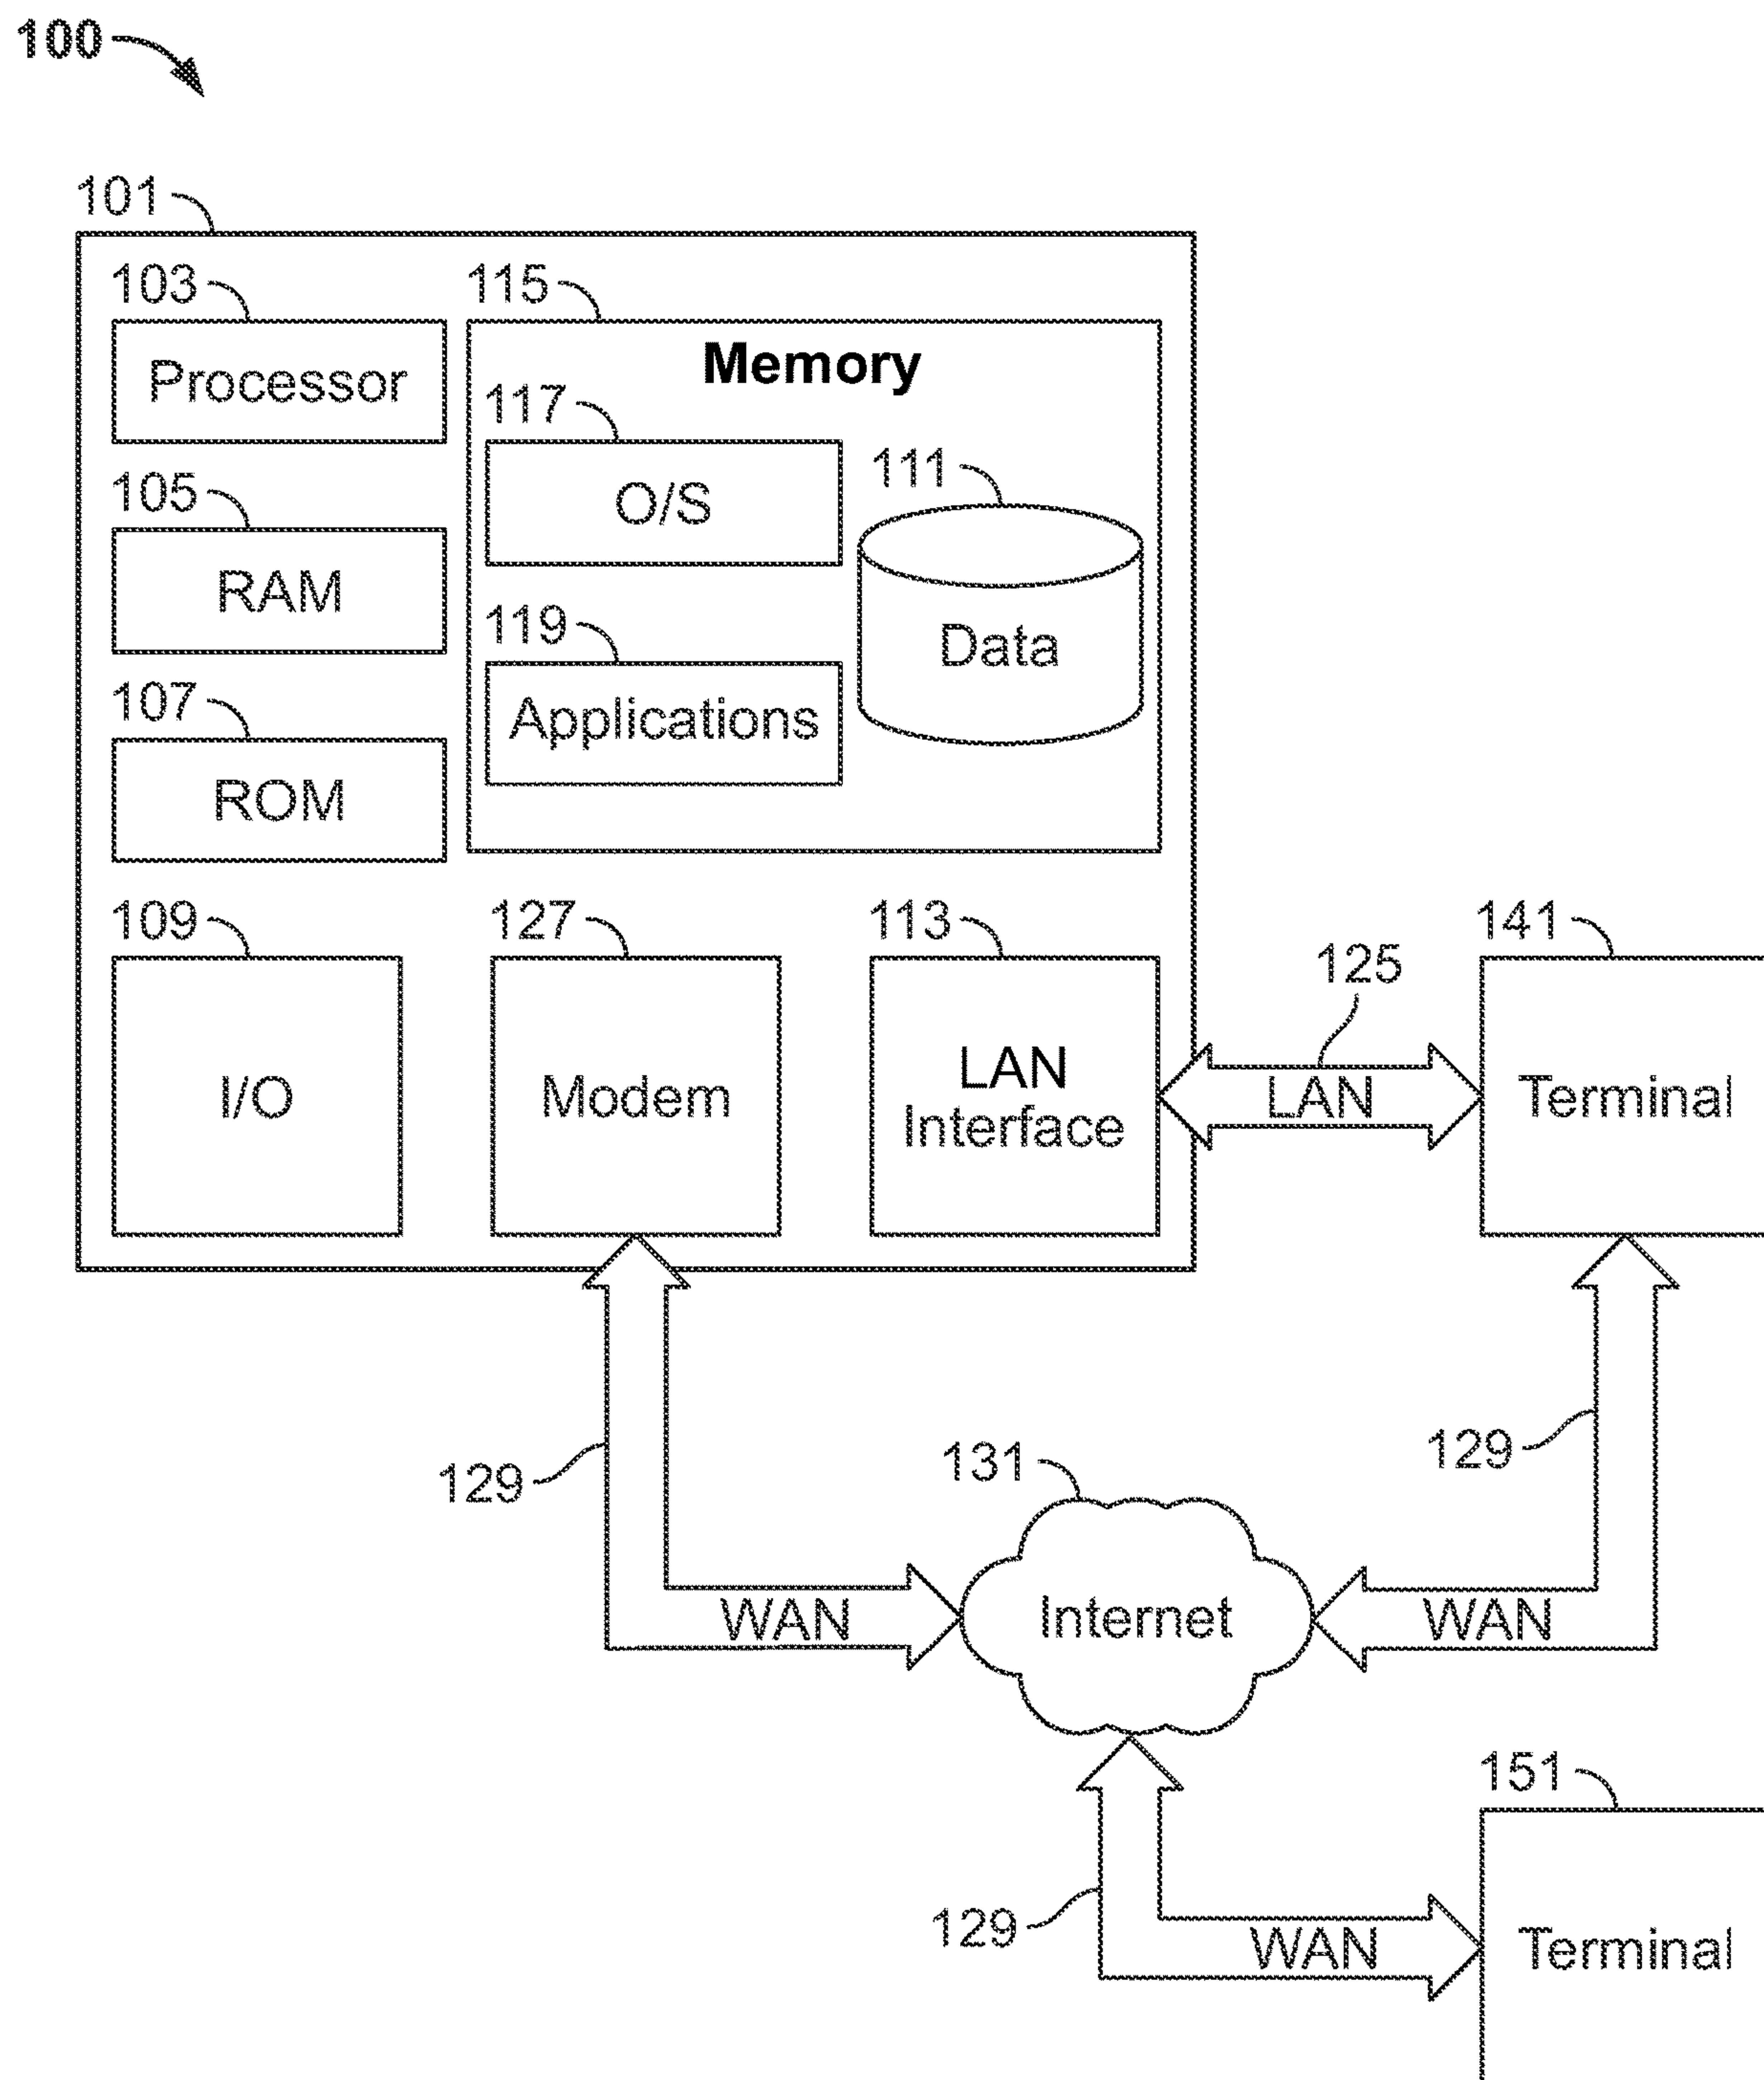 100
101
103
115
Processor
Memory
117
111
O/S
105
RAM
119
Data
Applications
107
ROM
109
127
113
141
125
I/O
Modem
LAN
Interface
LAN
Terminal
129
131
129
WAN
Internet
WAN
151
129
WAN
Terminal